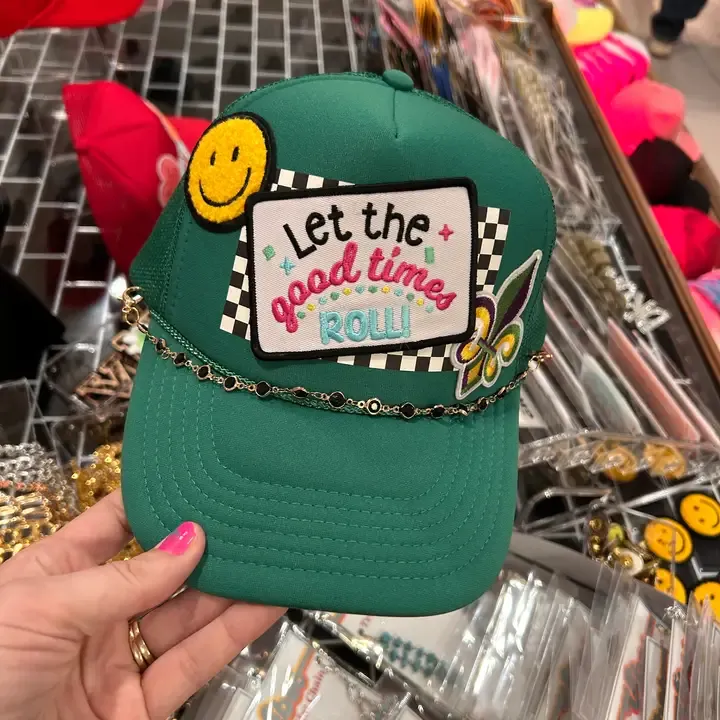 Let the
good times
ROLL!